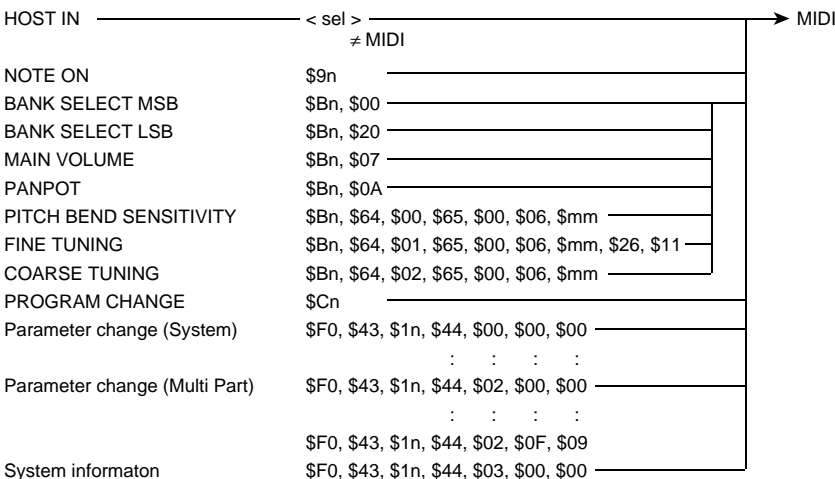 HOST IN < sel > MIDI
≠ MIDI
NOTE ON $9n
BANK SELECT MSB $Bn, $00
BANK SELECT LSB $Bn, $20
MAIN VOLUME $Bn, $07
PANPOT $Bn, $0A
PITCH BEND SENSITIVITY $Bn, $64, $00, $65, $00, $06, $mm
FINE TUNING $Bn, $64, $01, $65, $00, $06, $mm, $26, $11
COARSE TUNING $Bn, $64, $02, $65, $00, $06, $mm
PROGRAM CHANGE $Cn
Parameter change (System) $F0, $43, $1n, $44, $00, $00, $00
: : : :
Parameter change (Multi Part) $F0, $43, $1n, $44, $02, $00, $00
: : : :
$F0, $43, $1n, $44, $02, $0F, $09
System informaton $F0, $43, $1n, $44, $03, $00, $00